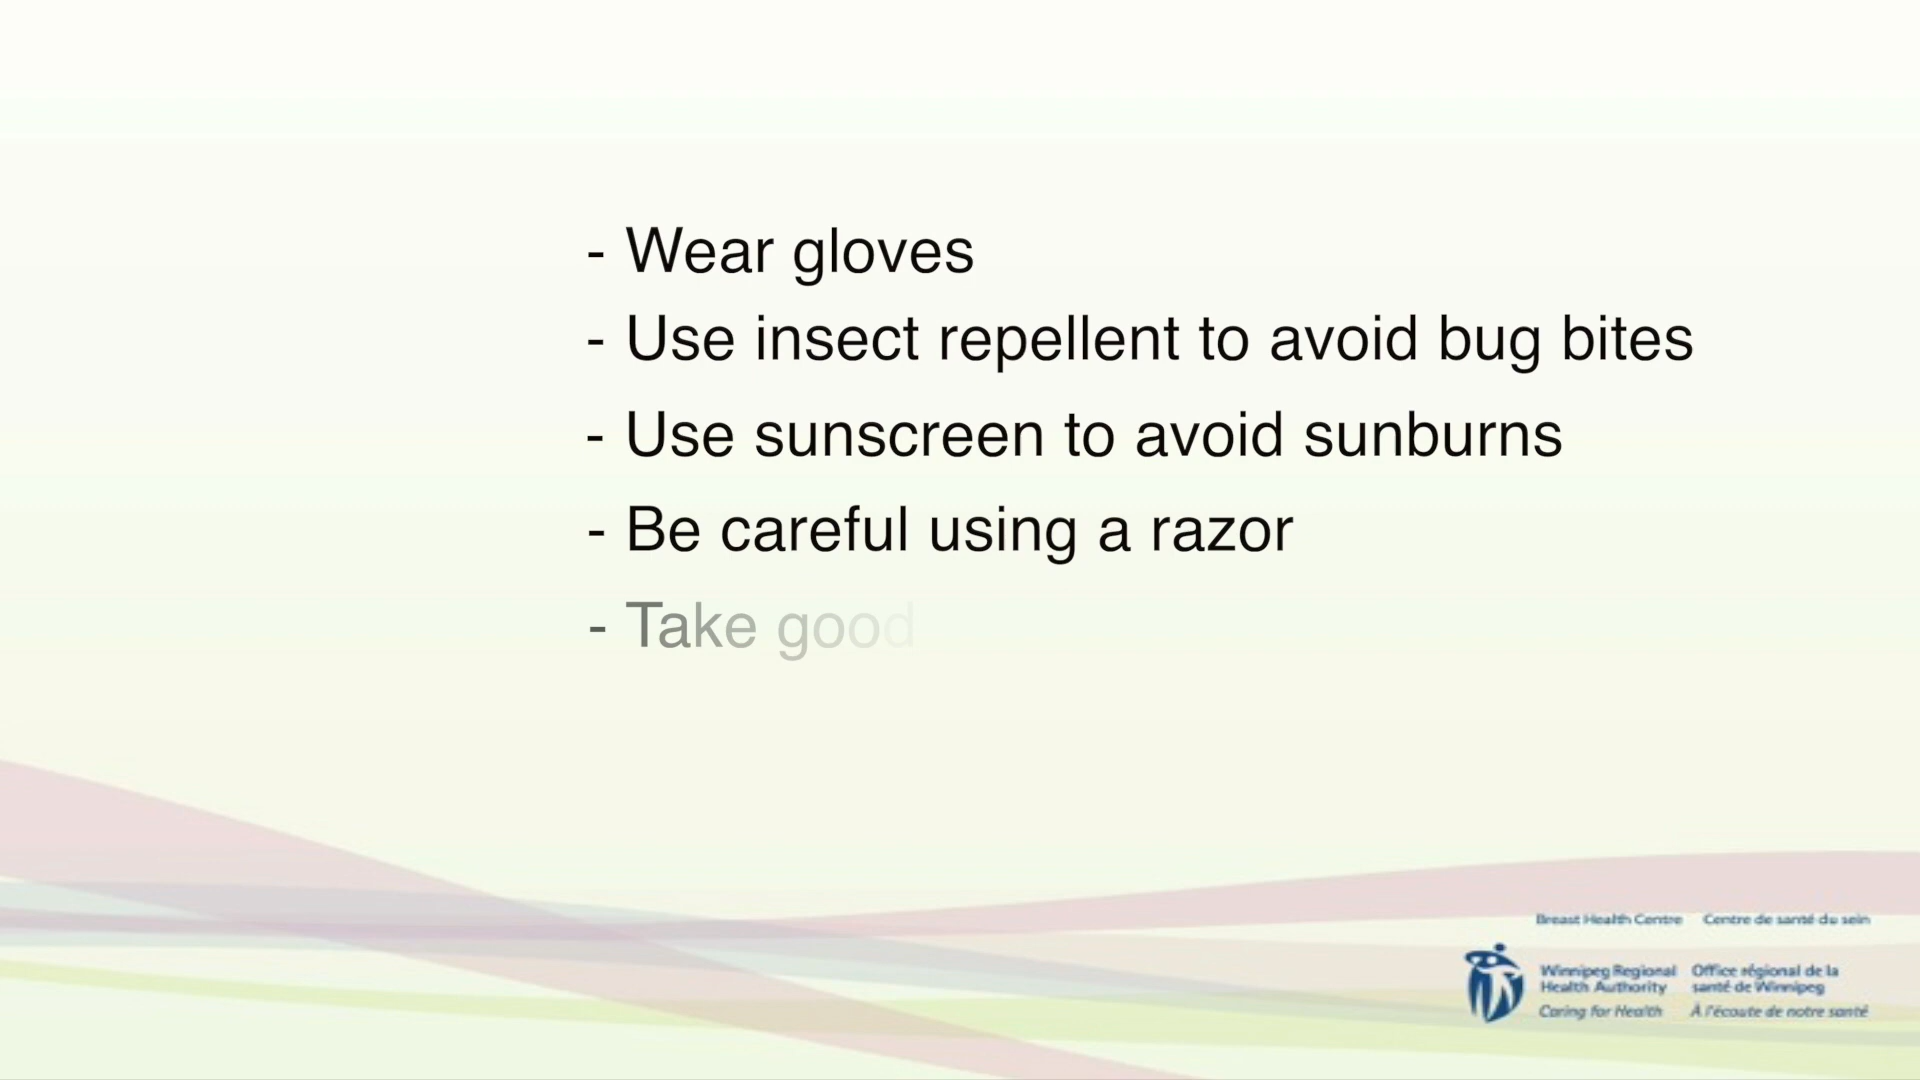 - Wear gloves
- Use insect repellent to avoid bug bites
- Use sunscreen to avoid sunburns
- Be careful using a razor
- Take good
Breast Health Centre Centre de santé du sein
Winnipeg Regional Office régional de la
Health Authority santé de Winnipeg
Caring for Health À l'écoute de notre santé